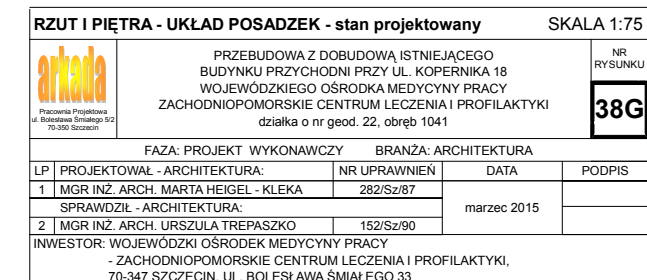 RZUT I PIĘTRA - UKŁAD POSADZEK - stan projektowany SKALA 1:75
arkada
Pracownia Projektowa
ul. Bolesława Śmiałego 5/2
70-350 Szczecin
PRZEBUDOWA Z DOBUDOWĄ ISTNIEJĄCEGO
BUDYNKU PRZYCHODNI PRZY UL. KOPERNIKA 18
WOJEWÓDZKIEGO OŚRODKA MEDYCYNY PRACY
ZACHODNIOPOMORSKIE CENTRUM LECZENIA I PROFILAKTYKI
działka o nr geod. 22, obręb 1041
NR
RYSUNKU
38G
FAZA: PROJEKT WYKONAWCZY BRANŻA: ARCHITEKTURA
LP PROJEKTOWAŁ - ARCHITEKTURA: NR UPRAWNIEŃ DATA PODPIS
1 MGR INŻ. ARCH. MARTA HEIGEL - KLEKA 282/Sz/87
SPRAWDZIŁ - ARCHITEKTURA: marzec 2015
2 MGR INŻ. ARCH. URSZULA TREPASZKO 152/Sz/90
INWESTOR: WOJEWÓDZKI OŚRODEK MEDYCYNY PRACY
- ZACHODNIOPOMORSKIE CENTRUM LECZENIA I PROFILAKTYKI,
70-347 SZCZECIN, UL. BOLESŁAWA ŚMIAŁEGO 33